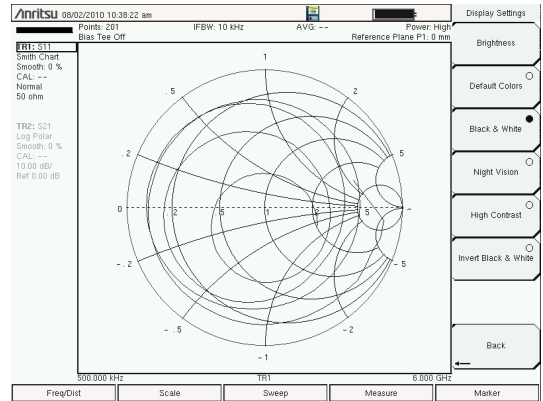 Anritsu 08/02/2010 10:38:22 am
Points: 201 IFBW: 10 kHz AVG: -- Power: High
Bias Tee Off Reference Plane P1: 0 mm
TR1: S11
Smith Chart
Smooth: 0 %
CAL: --
Normal
50 ohm
TR2: S21
Log Polar
Smooth: 0 %
CAL: --
10.00 dB/
Ref 0.00 dB
1
.5 2
.2 5
0 .2 .5 1 2 5 ~
-.2 -5
-.5 -2
-1
500.000 kHz TR1 6.000 GHz
Display Settings
Brightness
Default Colors
Black & White
Night Vision
High Contrast
Invert Black & White
Back
Freq/Dist Scale Sweep Measure Marker